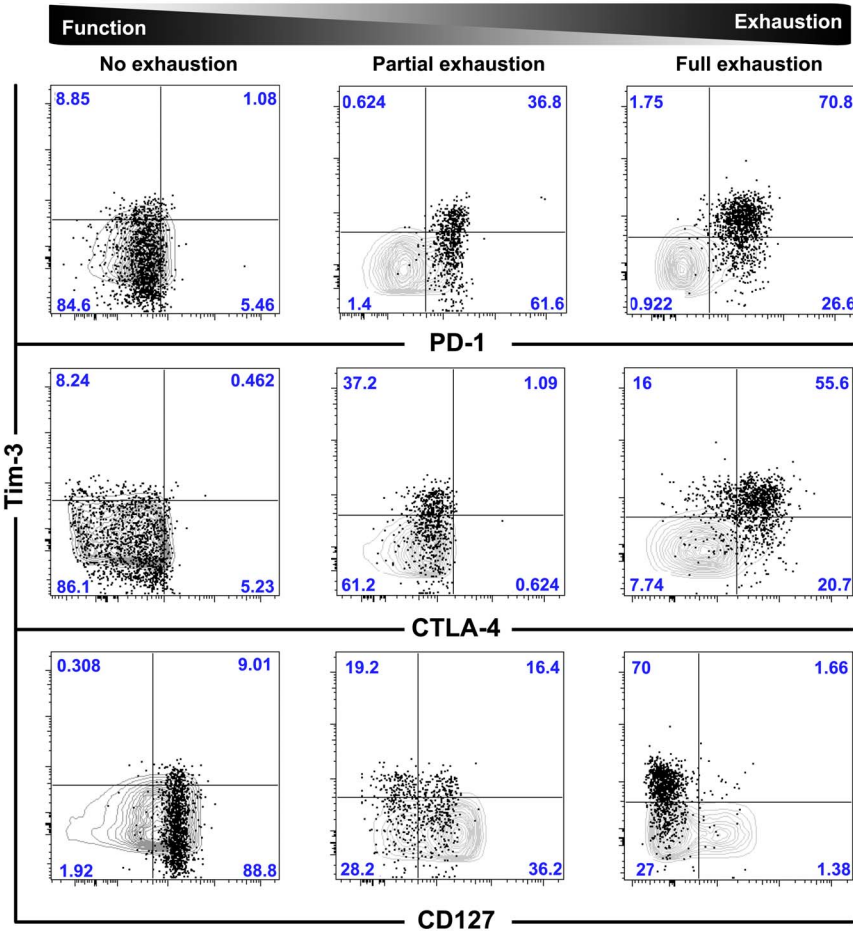 Function Exhaustion
No exhaustion Partial exhaustion Full exhaustion
8.85 1.08 0.624 36.8 1.75 70.8
84.6 5.46 1.4 61.6 0.922 26.6
PD-1
8.24 0.462 37.2 1.09 16 55.6
Tim-3
86.1 5.23 61.2 0.624 7.74 20.7
CTLA-4
0.308 9.01 19.2 16.4 70 1.66
1.92 88.8 28.2 36.2 27 1.38
CD127